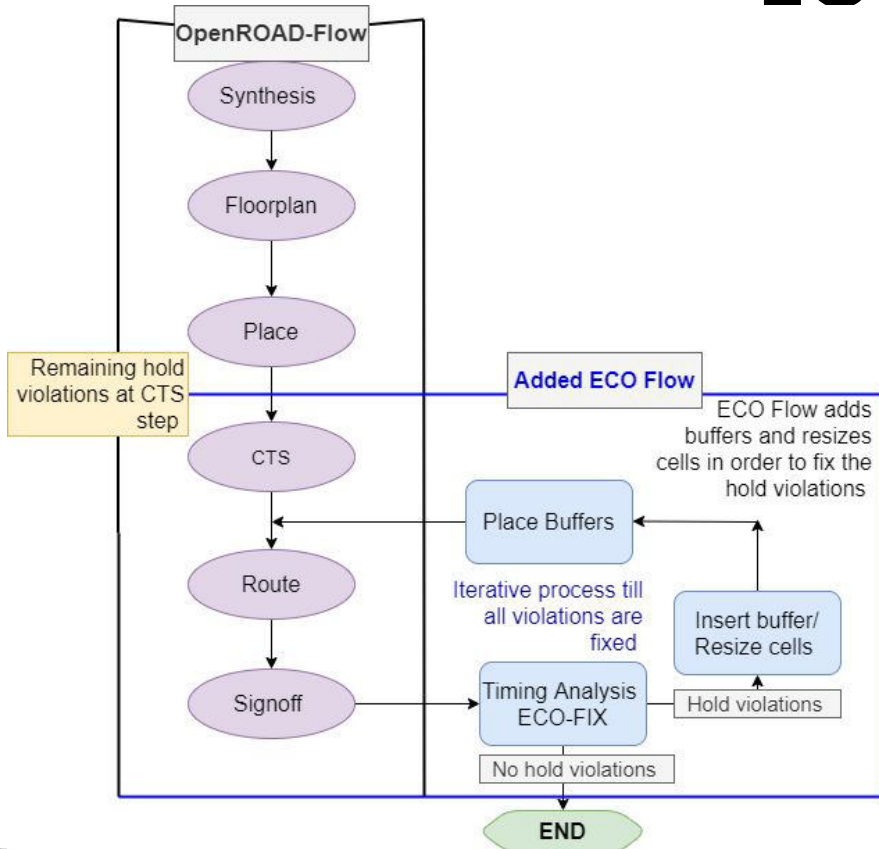 OpenROAD-Flow
Synthesis
Floorplan
Place
Remaining hold
violations at CTS
step
CTS
Route
Signoff
Added ECO Flow
ECO Flow adds
buffers and resizes
cells in order to fix the
hold violations
Place Buffers
Iterative process till
all violations are
fixed
Insert buffer/
Resize cells
Timing Analysis
ECO-FIX
Hold violations
No hold violations
END